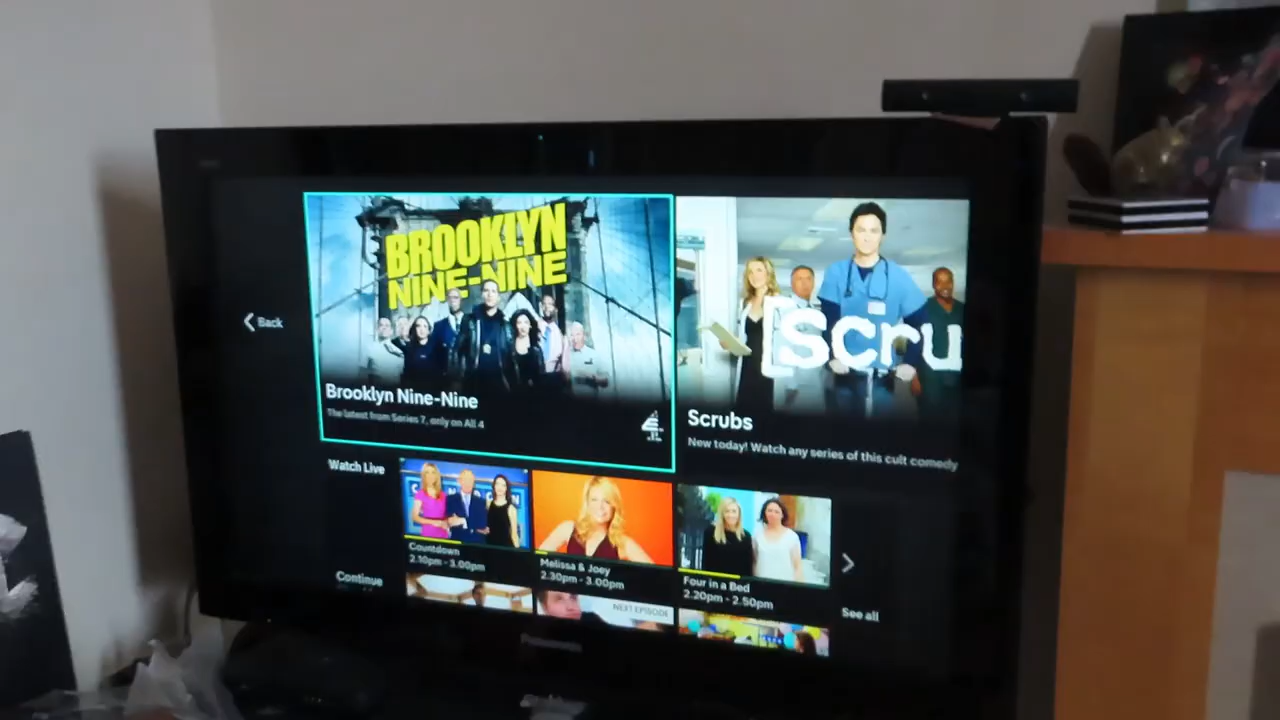 BROOKLYN
NINE-NINE
Back
Brooklyn Nine-Nine
The latest from Series 7, only on All 4
[scru
Scrubs
New today! Watch any series of this cult comedy
Watch Live
Countdown
2.10pm - 3.00pm
Melissa & Joey
2.30pm - 3.00pm
Four in a Bed
2.20pm - 2.50pm
See all
Continue
NEXT EPISODE
Panasonic